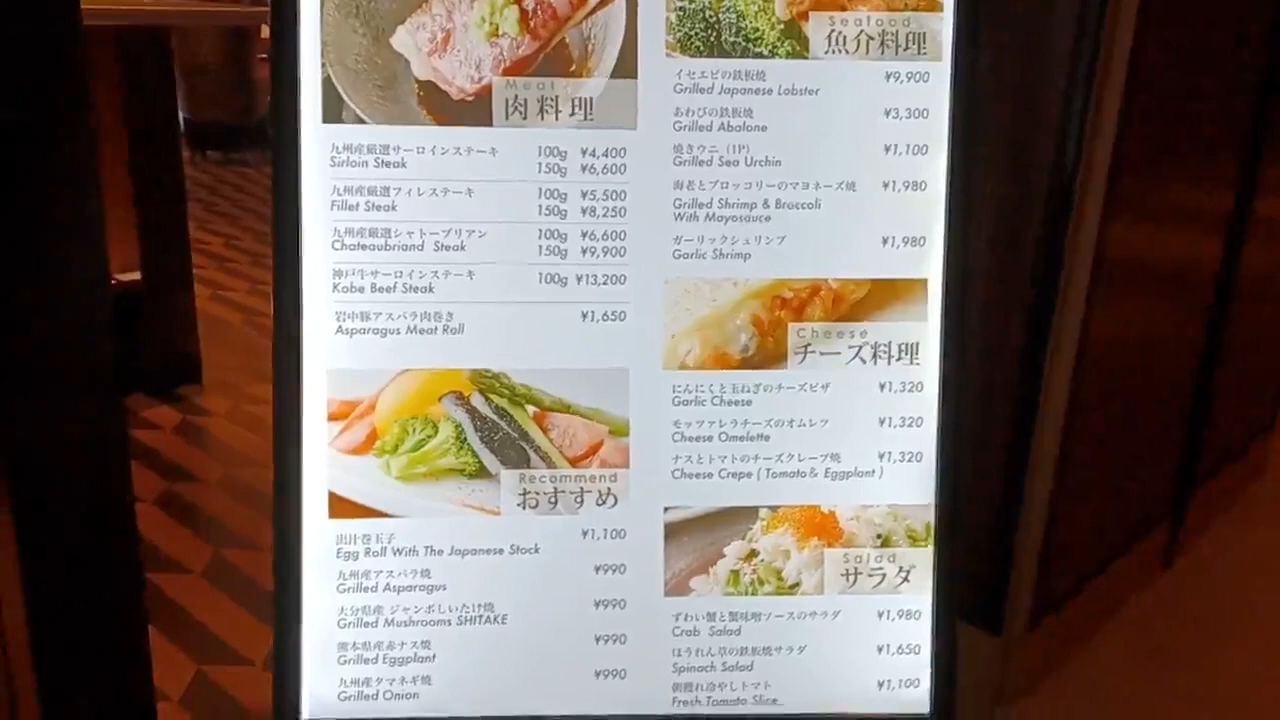 Meat
肉料理
九州産厳選サーロインステーキ 100g ¥4,400
Sirloin Steak 150g ¥6,600
九州産厳選フィレステーキ 100g ¥5,500
Fillet Steak 150g ¥8,250
九州産厳選シャトーブリアン 100g ¥6,600
Chateaubriand Steak 150g ¥9,900
神戸牛サーロインステーキ 100g ¥13,200
Kobe Beef Steak
岩中豚アスパラ肉巻き ¥1,650
Asparagus Meat Roll
Recommend
おすすめ
出汁巻玉子 ¥1,100
Egg Roll With The Japanese Stock
九州産アスパラ焼 ¥990
Grilled Asparagus
大分県産 ジャンボしいたけ焼 ¥990
Grilled Mushrooms SHITAKE
熊本県産赤ナス焼 ¥990
Grilled Eggplant
九州産タマネギ焼 ¥990
Grilled Onion
Seafood
魚介料理
イセエビの鉄板焼 ¥9,900
Grilled Japanese Lobster
あわびの鉄板焼 ¥3,300
Grilled Abalone
焼きウニ（1P） ¥1,100
Grilled Sea Urchin
海老とブロッコリーのマヨネーズ焼 ¥1,980
Grilled Shrimp & Broccoli
With Mayosauce
ガーリックシュリンプ ¥1,980
Garlic Shrimp
Cheese
チーズ料理
にんにくと玉ねぎのチーズピザ ¥1,320
Garlic Cheese
モッツァレラチーズのオムレツ ¥1,320
Cheese Omelette
ナスとトマトのチーズクレープ焼 ¥1,320
Cheese Crepe ( Tomato & Eggplant )
Salad
サラダ
ずわい蟹と蟹味噌ソースのサラダ ¥1,980
Crab Salad
ほうれん草の鉄板焼サラダ ¥1,650
Spinach Salad
朝獲れ冷やしトマト ¥1,100
Fresh Tomato Slice